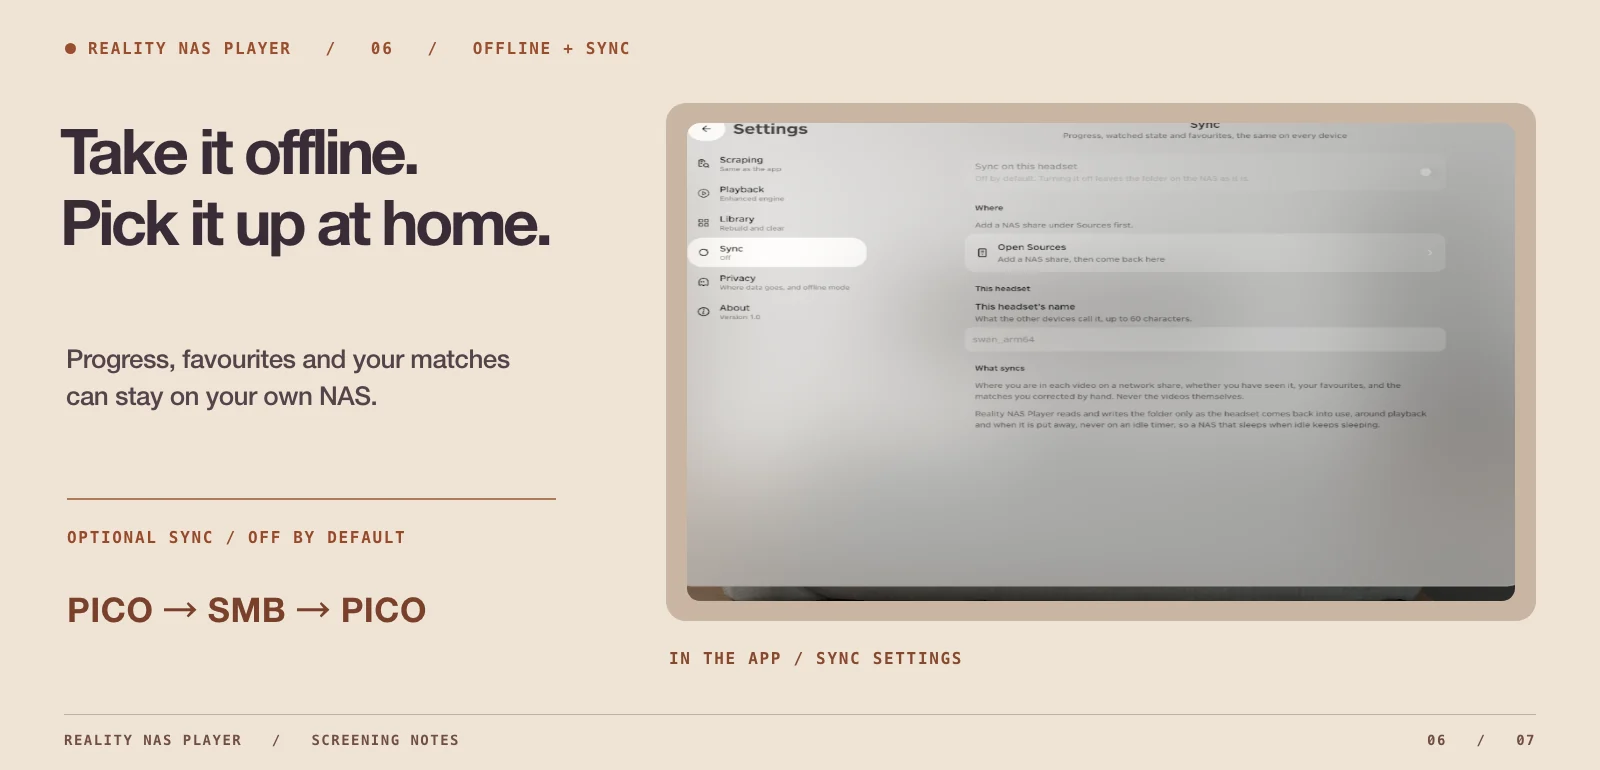 REALITY NAS PLAYER / 06 / OFFLINE + SYNC
Take it offline.
Pick it up at home.
Progress, favourites and your matches
can stay on your own NAS.
OPTIONAL SYNC / OFF BY DEFAULT
PICO → SMB → PICO
Settings
Scraping
Same as the app
Playback
Enhanced engine
Library
Rebuild and clear
Sync
Off
Privacy
Where data goes, and offline mode
About
Version 1.0
Sync
Progress, watched state and favourites, the same on every device
Sync on this headset
Off by default. Turning it off leaves the folder on the NAS as it is.
Where
Add a NAS share under Sources first.
Open Sources
Add a NAS share, then come back here
This headset
This headset's name
What the other devices call it, up to 60 characters.
swan_arm64
What syncs
Where you are in each video on a network share, whether you have seen it, your favourites, and the
matches you corrected by hand. Never the videos themselves.
Reality NAS Player reads and writes the folder only as the headset comes back into use, around playback
and when it is put away, never on an idle timer, so a NAS that sleeps when idle keeps sleeping.
IN THE APP / SYNC SETTINGS
REALITY NAS PLAYER / SCREENING NOTES
06 / 07